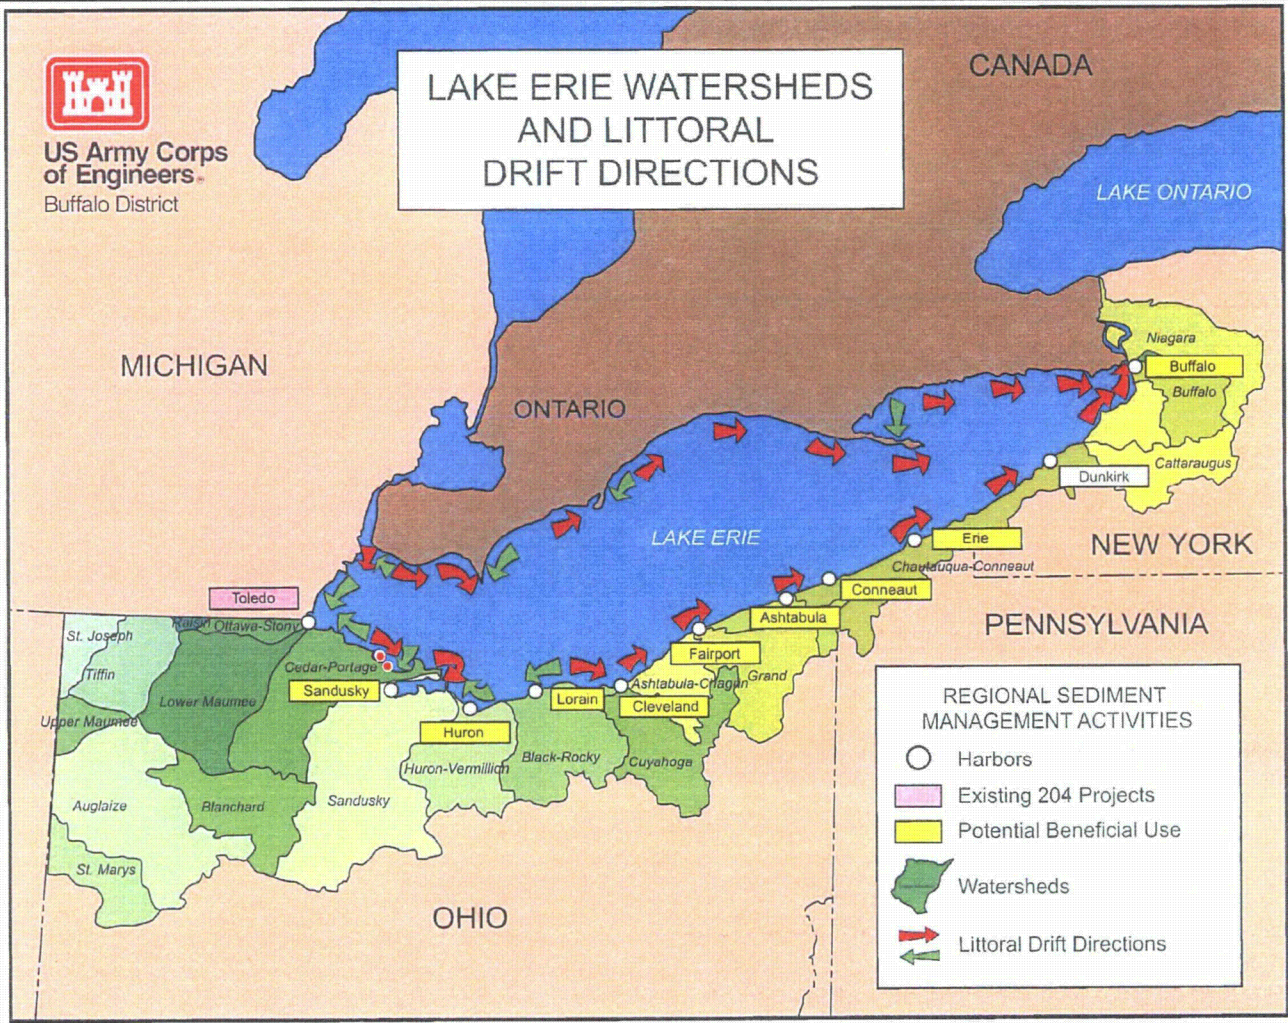 LAKE ERIE WATERSHEDS
AND LITTORAL
DRIFT DIRECTIONS
US Army Corps
of Engineers®
Buffalo District
CANADA
LAKE ONTARIO
MICHIGAN
ONTARIO
Niagara
Buffalo
Buffalo
Cattaraugus
Dunkirk
LAKE ERIE
Erie
NEW YORK
Chautauqua-Conneaut
Conneaut
Toledo
Ashtabula
PENNSYLVANIA
Raisin
Ottawa-Stony
St. Joseph
Fairport
Cedar-Portage
Tiffin
Grand
Ashtabula-Chagrin
Sandusky
Lorain
Cleveland
Lower Maumee
Upper Maumee
Huron
Black-Rocky
Cuyahoga
Huron-Vermillion
Auglaize
Blanchard
Sandusky
St. Marys
OHIO
REGIONAL SEDIMENT
MANAGEMENT ACTIVITIES
Harbors
Existing 204 Projects
Potential Beneficial Use
Watersheds
Littoral Drift Directions